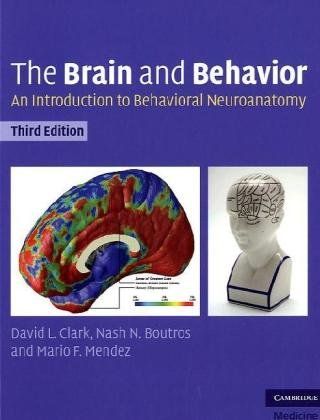 The Brain and Behavior
An Introduction to Behavioral Neuroanatomy
Third Edition
David L. Clark, Nash N. Boutros
and Mario F. Mendez
CAMBRIDGE
Medicine